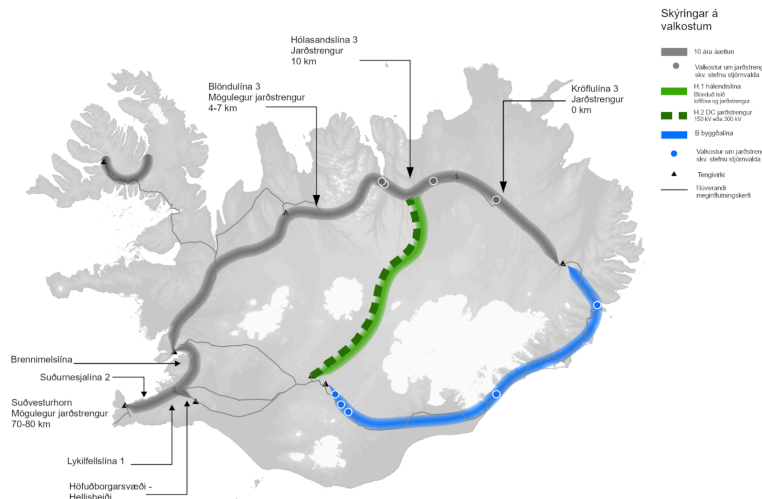 Skýringar á
valkostum
10 ára áætlun
Valkostur um jarðstreng
skv. stefnu stjórnvalda
H.1 hálendislína
Blönduð leið
loftlína og jarðstrengur
H.2 DC jarðstrengur
150 kV eða 300 kV
B byggðalína
Valkostur um jarðstreng
skv. stefnu stjórnvalda
Tengivirki
Núverandi
meginflutningskerfi
Hólasandslína 3
Jarðstrengur
10 km
Blöndulína 3
Mögulegur jarðstrengur
4-7 km
Kröflulína 3
Jarðstrengur
0 km
Brennimelslína
Suðurnesjalína 2
Suðvesturhorn
Mögulegur jarðstrengur
70-80 km
Lykilfellslína 1
Höfuðborgarsvæði -
Hellisheiði